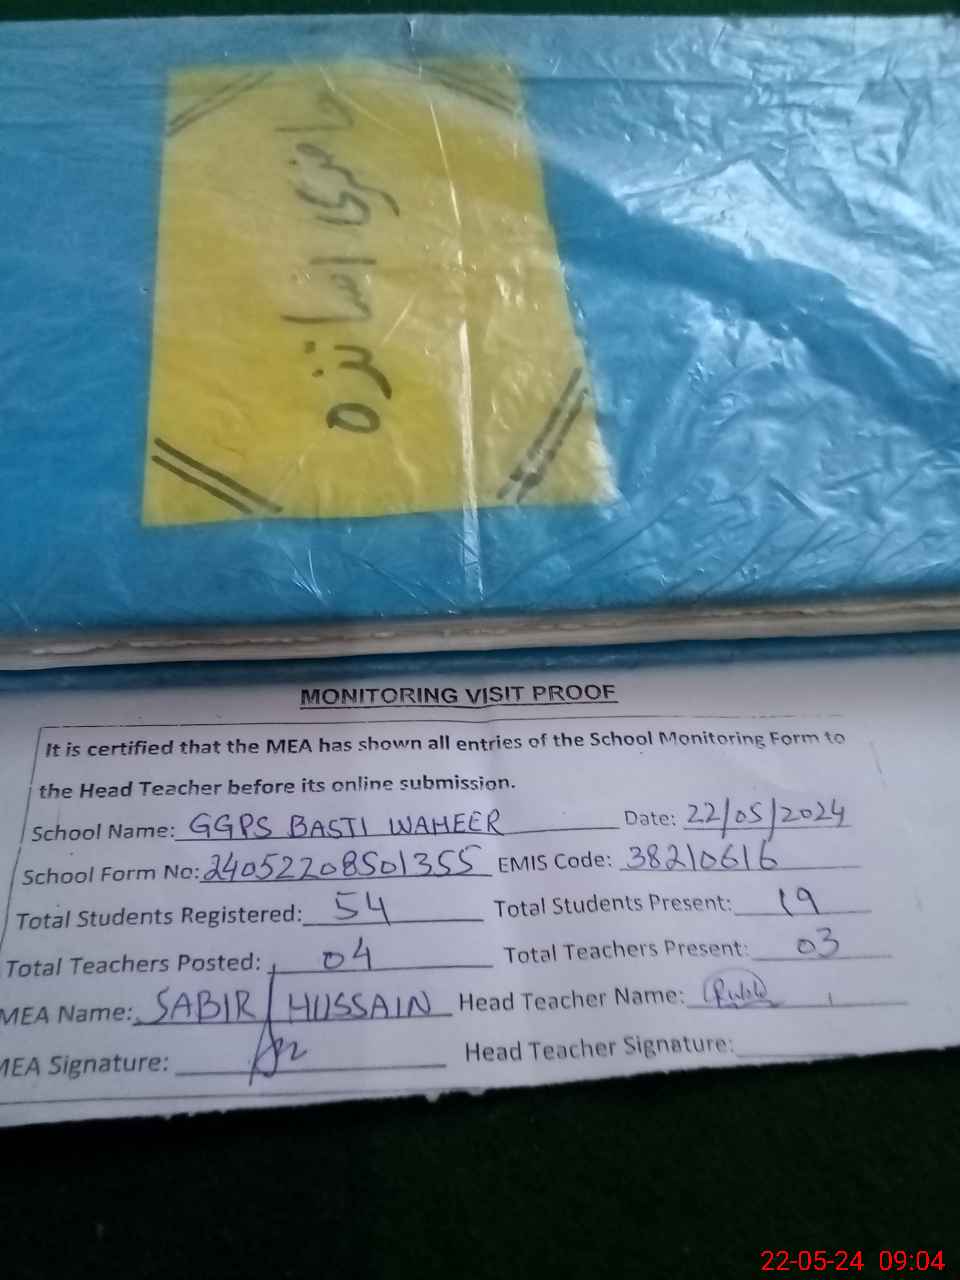 حاضری اساتذہ
MONITORING VISIT PROOF
It is certified that the MEA has shown all entries of the School Monitoring Form to
the Head Teacher before its online submission.
School Name: GGPS BASTI WAHEER Date: 22/05/2024
School Form No: 24052208501355 EMIS Code: 38210616
Total Students Registered: 54 Total Students Present: 19
Total Teachers Posted: 04 Total Teachers Present: 03
MEA Name: SABIR HUSSAIN Head Teacher Name:
MEA Signature: Head Teacher Signature:
22-05-24 09:04